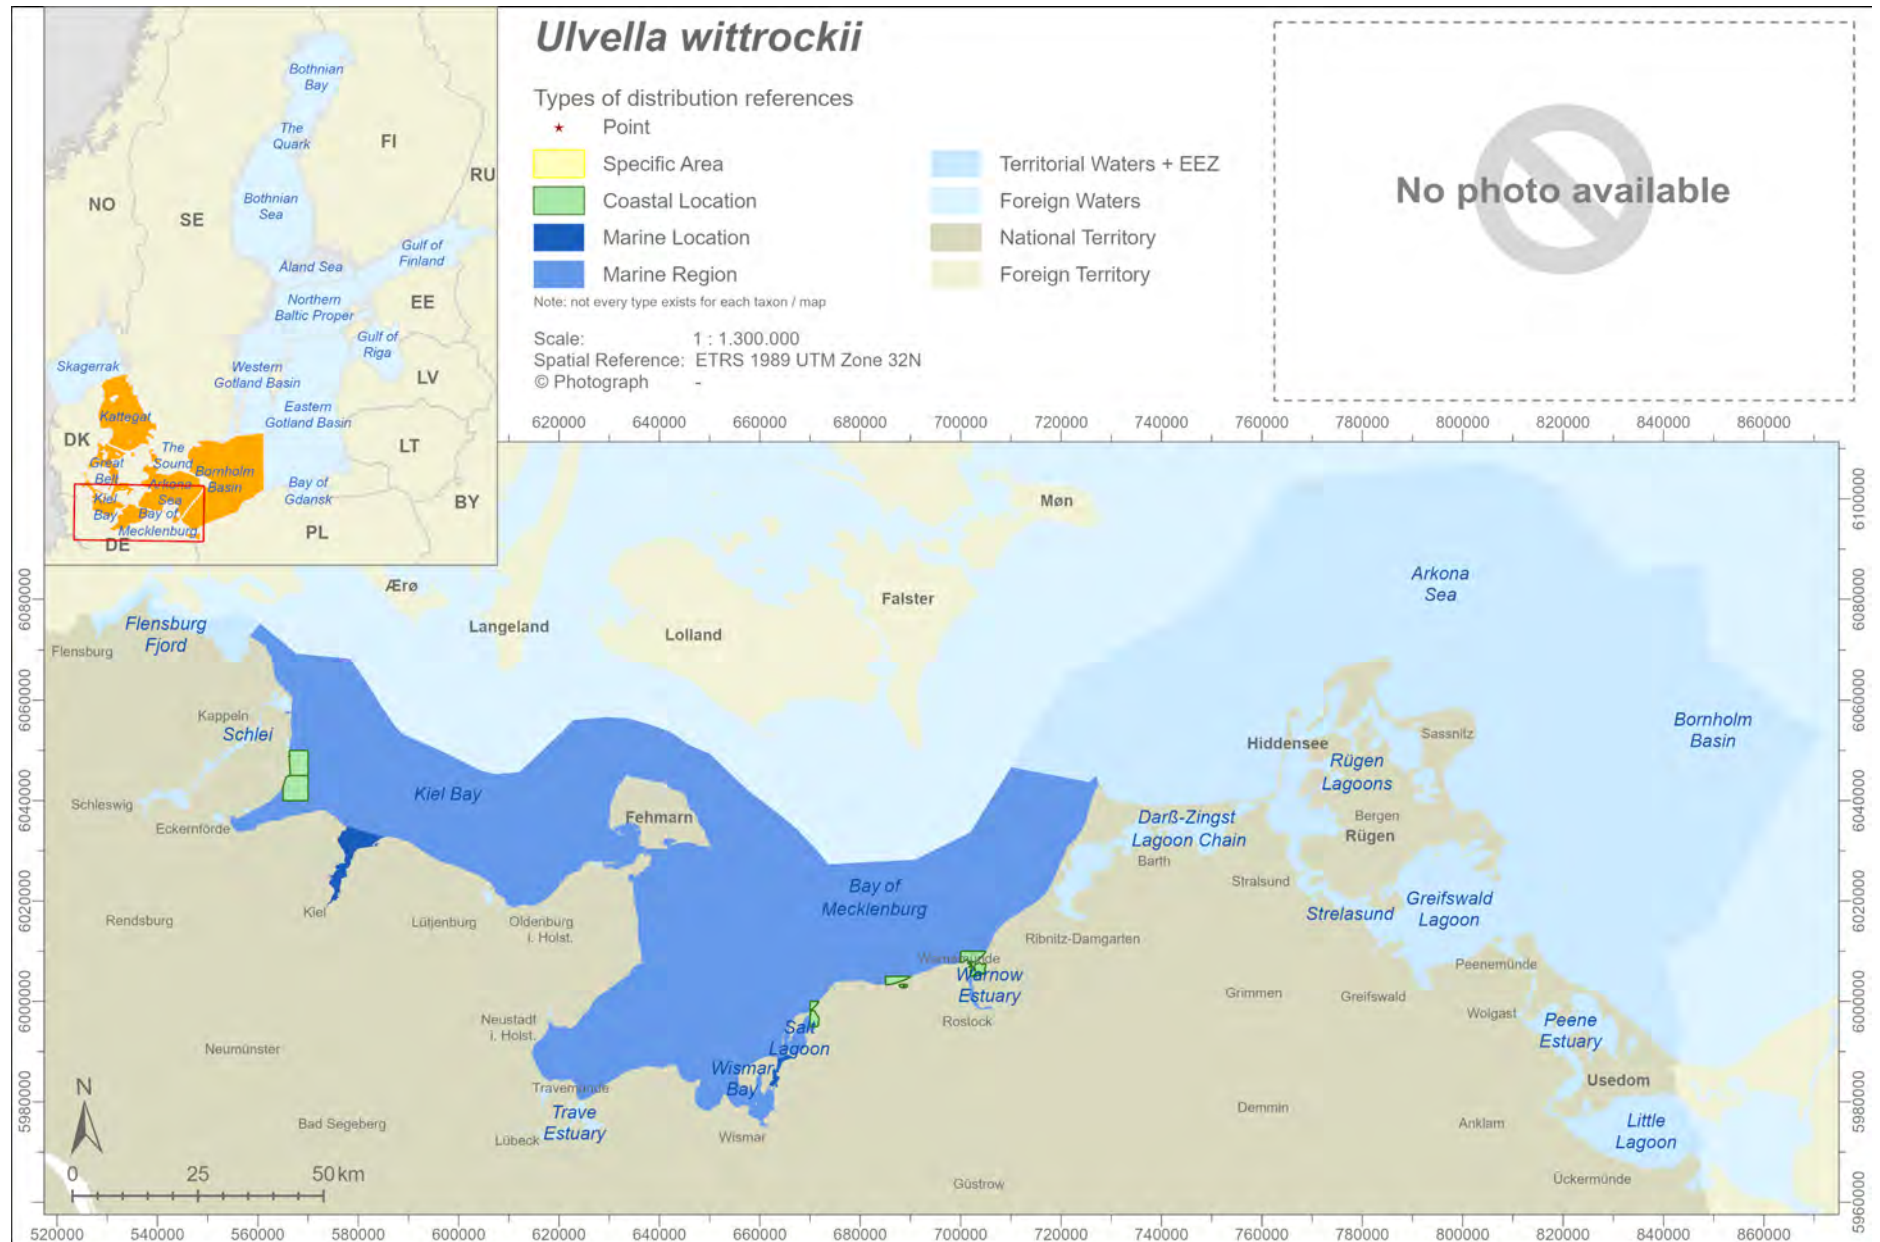 Ulvella wittrockii
Types of distribution references
Point
Specific Area
Coastal Location
Marine Location
Marine Region
Note: not every type exists for each taxon / map
Territorial Waters + EEZ
Foreign Waters
National Territory
Foreign Territory
Scale: 1 : 1.300.000
Spatial Reference: ETRS 1989 UTM Zone 32N
© Photograph -
No photo available
Bothnian
Bay
The
Quark
FI
RU
NO
SE
Bothnian
Sea
Gulf of
Finland
Åland Sea
Northern
Baltic Proper
EE
Gulf of
Riga
Skagerrak
Western
Gotland Basin
LV
Kattegat
Eastern
Gotland Basin
DK
The
Sound
LT
Great
Belt
Bornholm
Basin
Arkona
Sea
Kiel
Bay
Bay of
Gdansk
BY
Bay of
Mecklenburg
PL
DE
620000 640000 660000 680000 700000 720000 740000 760000 780000 800000 820000 840000 860000
6100000
6080000
6060000
6040000
6020000
6000000
5980000
5960000
6080000
6060000
6040000
6020000
6000000
5980000
Møn
Ærø
Arkona
Sea
Falster
Langeland
Lolland
Flensburg
Fjord
Flensburg
Kappeln
Schlei
Bornholm
Basin
Sassnitz
Hiddensee
Rügen
Lagoons
Kiel Bay
Schleswig
Fehmarn
Eckernförde
Darß-Zingst
Lagoon Chain
Bergen
Rügen
Barth
Stralsund
Bay of
Mecklenburg
Greifswald
Lagoon
Strelasund
Kiel
Rendsburg
Lütjenburg
Oldenburg
i. Holst.
Ribnitz-Damgarten
Warnemünde
Warnow
Estuary
Peenemünde
Grimmen
Greifswald
Wolgast
Rostock
Neustadt
i. Holst.
Salt
Lagoon
Peene
Estuary
Neumünster
Wismar
Bay
Usedom
Travemünde
Trave
Estuary
Demmin
Anklam
Little
Lagoon
Bad Segeberg
Lübeck
Wismar
Ückermünde
Güstrow
N
0 25 50 km
520000 540000 560000 580000 600000 620000 640000 660000 680000 700000 720000 740000 760000 780000 800000 820000 840000 860000